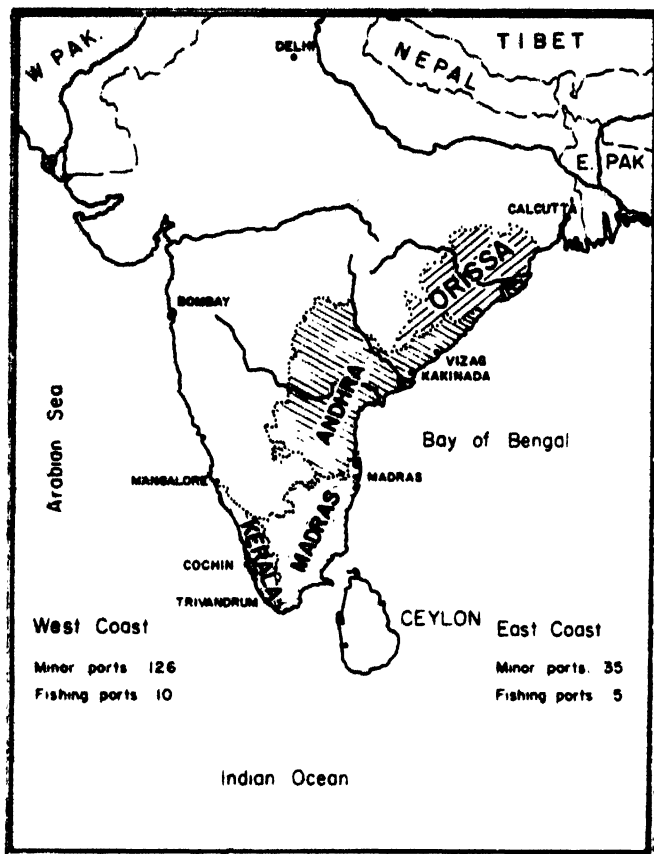 W. PAK.
DELHI
NEPAL
TIBET
E. PAK
CALCUTTA
ORISSA
BOMBAY
VIZAG
KAKINADA
ANDHRA
Arabian Sea
Bay of Bengal
MANGALORE
MADRAS
MADRAS
KERALA
COCHIN
TRIVANDRUM
CEYLON
West Coast
Minor ports 126
Fishing ports 10
East Coast
Minor ports. 35
Fishing ports 5
Indian Ocean